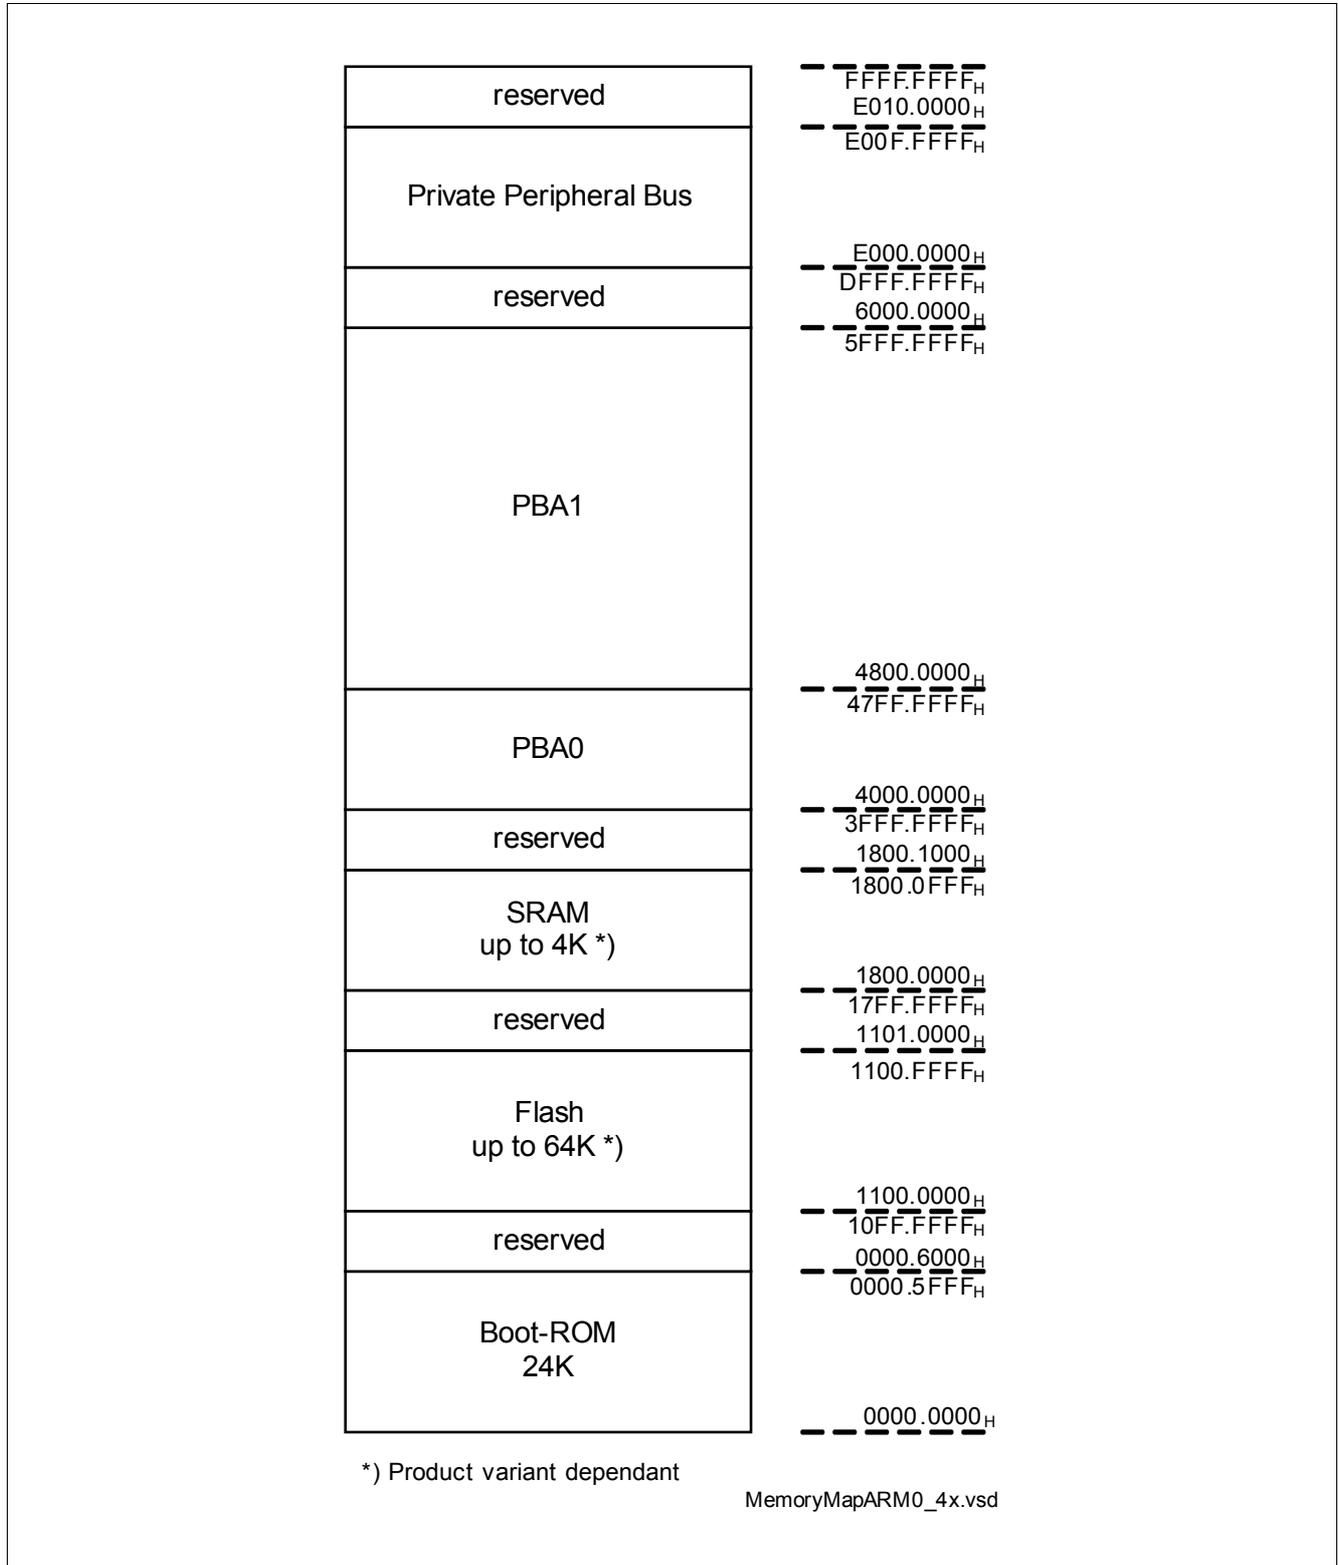 reserved
FFFF.FFFFH
E010.0000H
Private Peripheral Bus
E00F.FFFFH
E000.0000H
reserved
DFFF.FFFFH
6000.0000H
PBA1
5FFF.FFFFH
4800.0000H
PBA0
47FF.FFFFH
4000.0000H
reserved
3FFF.FFFFH
1800.1000H
SRAM
up to 4K *)
1800.0FFFH
1800.0000H
reserved
17FF.FFFFH
1101.0000H
Flash
up to 64K *)
1100.FFFFH
1100.0000H
reserved
10FF.FFFFH
0000.6000H
Boot-ROM
24K
0000.5FFFH
0000.0000H
*) Product variant dependant
MemoryMapARM0_4x.vsd